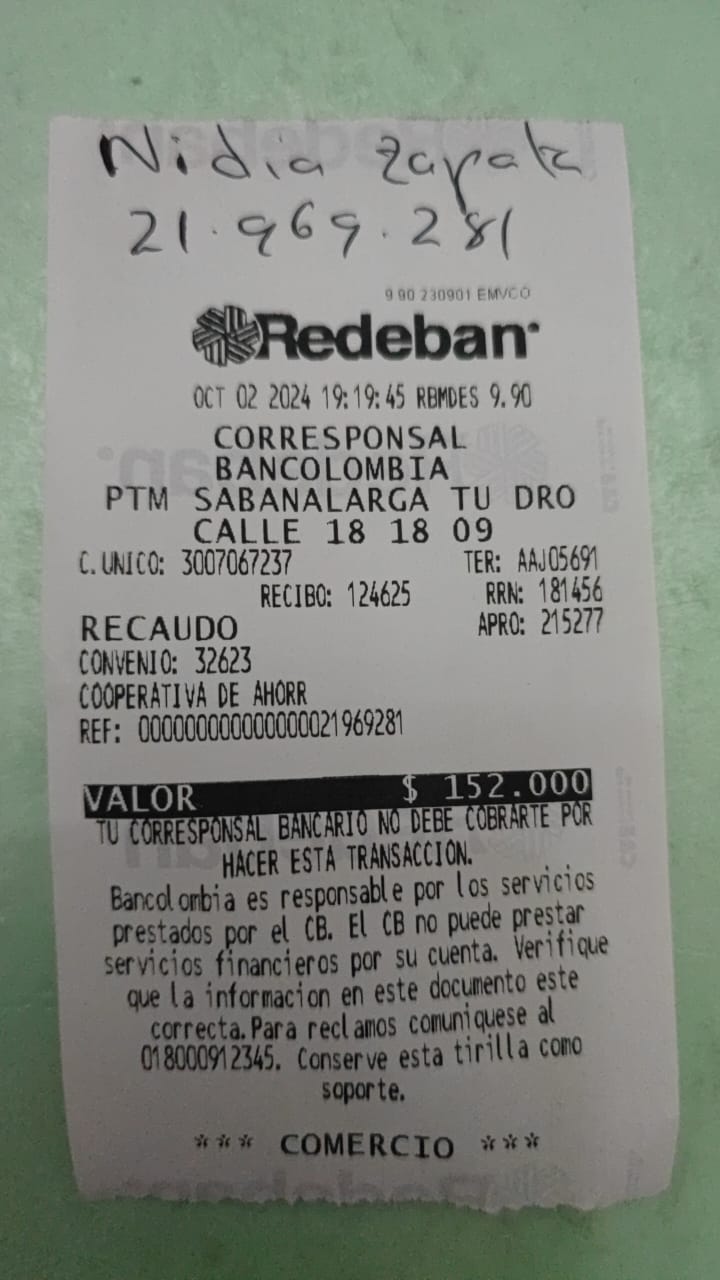 Nidia Zapata
21.969.281
9 90 230901 EMVCO
Redeban
OCT 02 2024 19:19:45 RBMDES 9.90
CORRESPONSAL
BANCOLOMBIA
PTM SABANALARGA TU DRO
CALLE 18 18 09
C.UNICO: 3007067237 TER: AAJ05691
RECIBO: 124625 RRN: 181456
RECAUDO APRO: 215277
CONVENIO: 32623
COOPERATIVA DE AHORR
REF: 000000000000000021969281
VALOR $ 152.000
TU CORRESPONSAL BANCARIO NO DEBE COBRARTE POR
HACER ESTA TRANSACCION.
Bancolombia es responsable por los servicios
prestados por el CB. El CB no puede prestar
servicios financieros por su cuenta. Verifique
que la informacion en este documento este
correcta.Para reclamos comuniquese al
018000912345. Conserve esta tirilla como
soporte.
*** COMERCIO ***